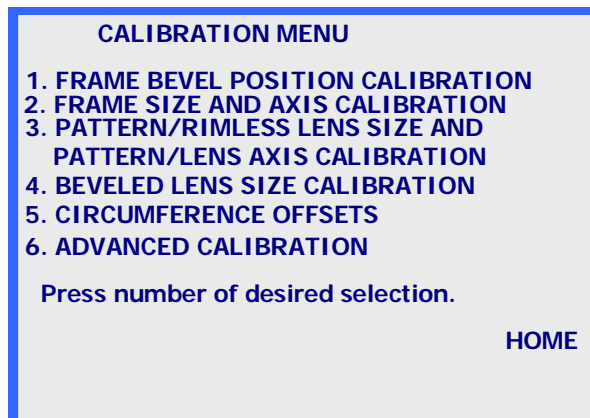 CALIBRATION MENU
1. FRAME BEVEL POSITION CALIBRATION
2. FRAME SIZE AND AXIS CALIBRATION
3. PATTERN/RIMLESS LENS SIZE AND
PATTERN/LENS AXIS CALIBRATION
4. BEVELED LENS SIZE CALIBRATION
5. CIRCUMFERENCE OFFSETS
6. ADVANCED CALIBRATION
Press number of desired selection.
HOME